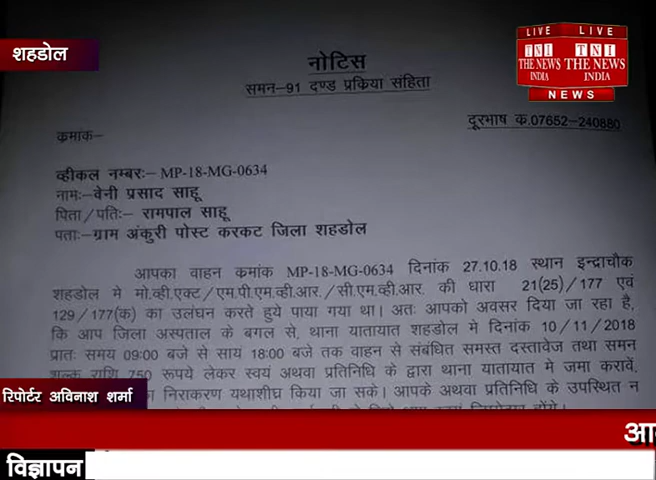 शहडोल
LIVE LIVE
TNI TNI
THE NEWS THE NEWS
INDIA INDIA
NEWS
नोटिस
समन-91 दण्ड प्रकिया संहिता
दूरभाष क.07652-240880
क्रमांक-
व्हीकल नम्बरः- MP-18-MG-0634
नामः-वेनी प्रसाद साहू
पिता/पतिः- रामपाल साहू
पताः-ग्राम अंकुरी पोस्ट करकट जिला शहडोल
आपका वाहन कमांक MP-18-MG-0634 दिनांक 27.10.18 स्थान इन्द्राचौक
शहडोल मे मो.व्ही.एक्ट/एम.पी.एम.व्ही.आर./सी.एम.व्ही.आर. की धारा 21(25)/177 एवं
129/177(क) का उलंघन करते हुये पाया गया था। अतः आपको अवसर दिया जा रहा है,
कि आप जिला अस्पताल के बगल से, थाना यातायात शहडोल मे दिनांक 10/11/2018
प्रातः समय 09:00 बजे से साय 18:00 बजे तक वाहन से संबंधित समस्त दस्तावेज तथा समन
शुल्क राशि 750 रूपये लेकर स्वयं अथवा प्रतिनिधि के द्वारा थाना यातायात मे जमा करावें,
का निराकरण यथाशीघ्र किया जा सके। आपके अथवा प्रतिनिधि के उपस्थित न
रिपोर्टर अविनाश शर्मा
विज्ञापन